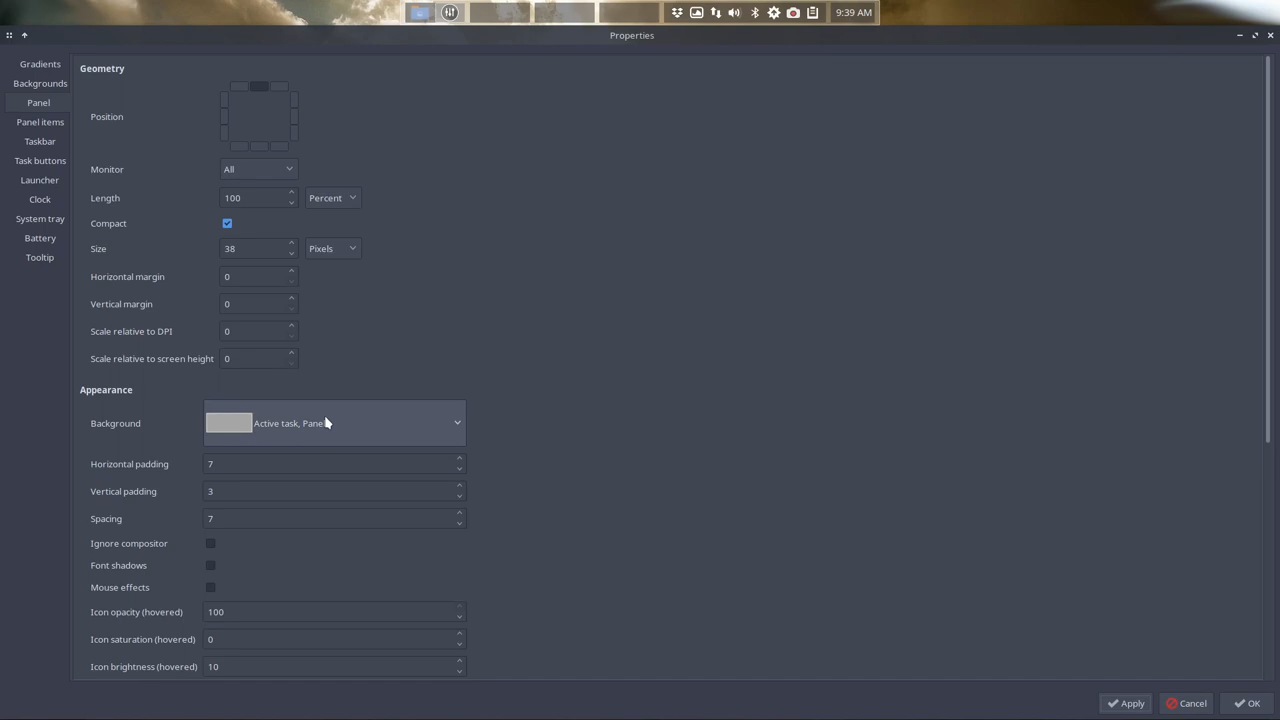 9:39 AM
Properties
Gradients
Backgrounds
Panel
Panel items
Taskbar
Task buttons
Launcher
Clock
System tray
Battery
Tooltip
Geometry
Position
Monitor All
Length 100 Percent
Compact
Size 38 Pixels
Horizontal margin 0
Vertical margin 0
Scale relative to DPI 0
Scale relative to screen height 0
Appearance
Background Active task, Pane
Horizontal padding 7
Vertical padding 3
Spacing 7
Ignore compositor
Font shadows
Mouse effects
Icon opacity (hovered) 100
Icon saturation (hovered) 0
Icon brightness (hovered) 10
Apply Cancel OK